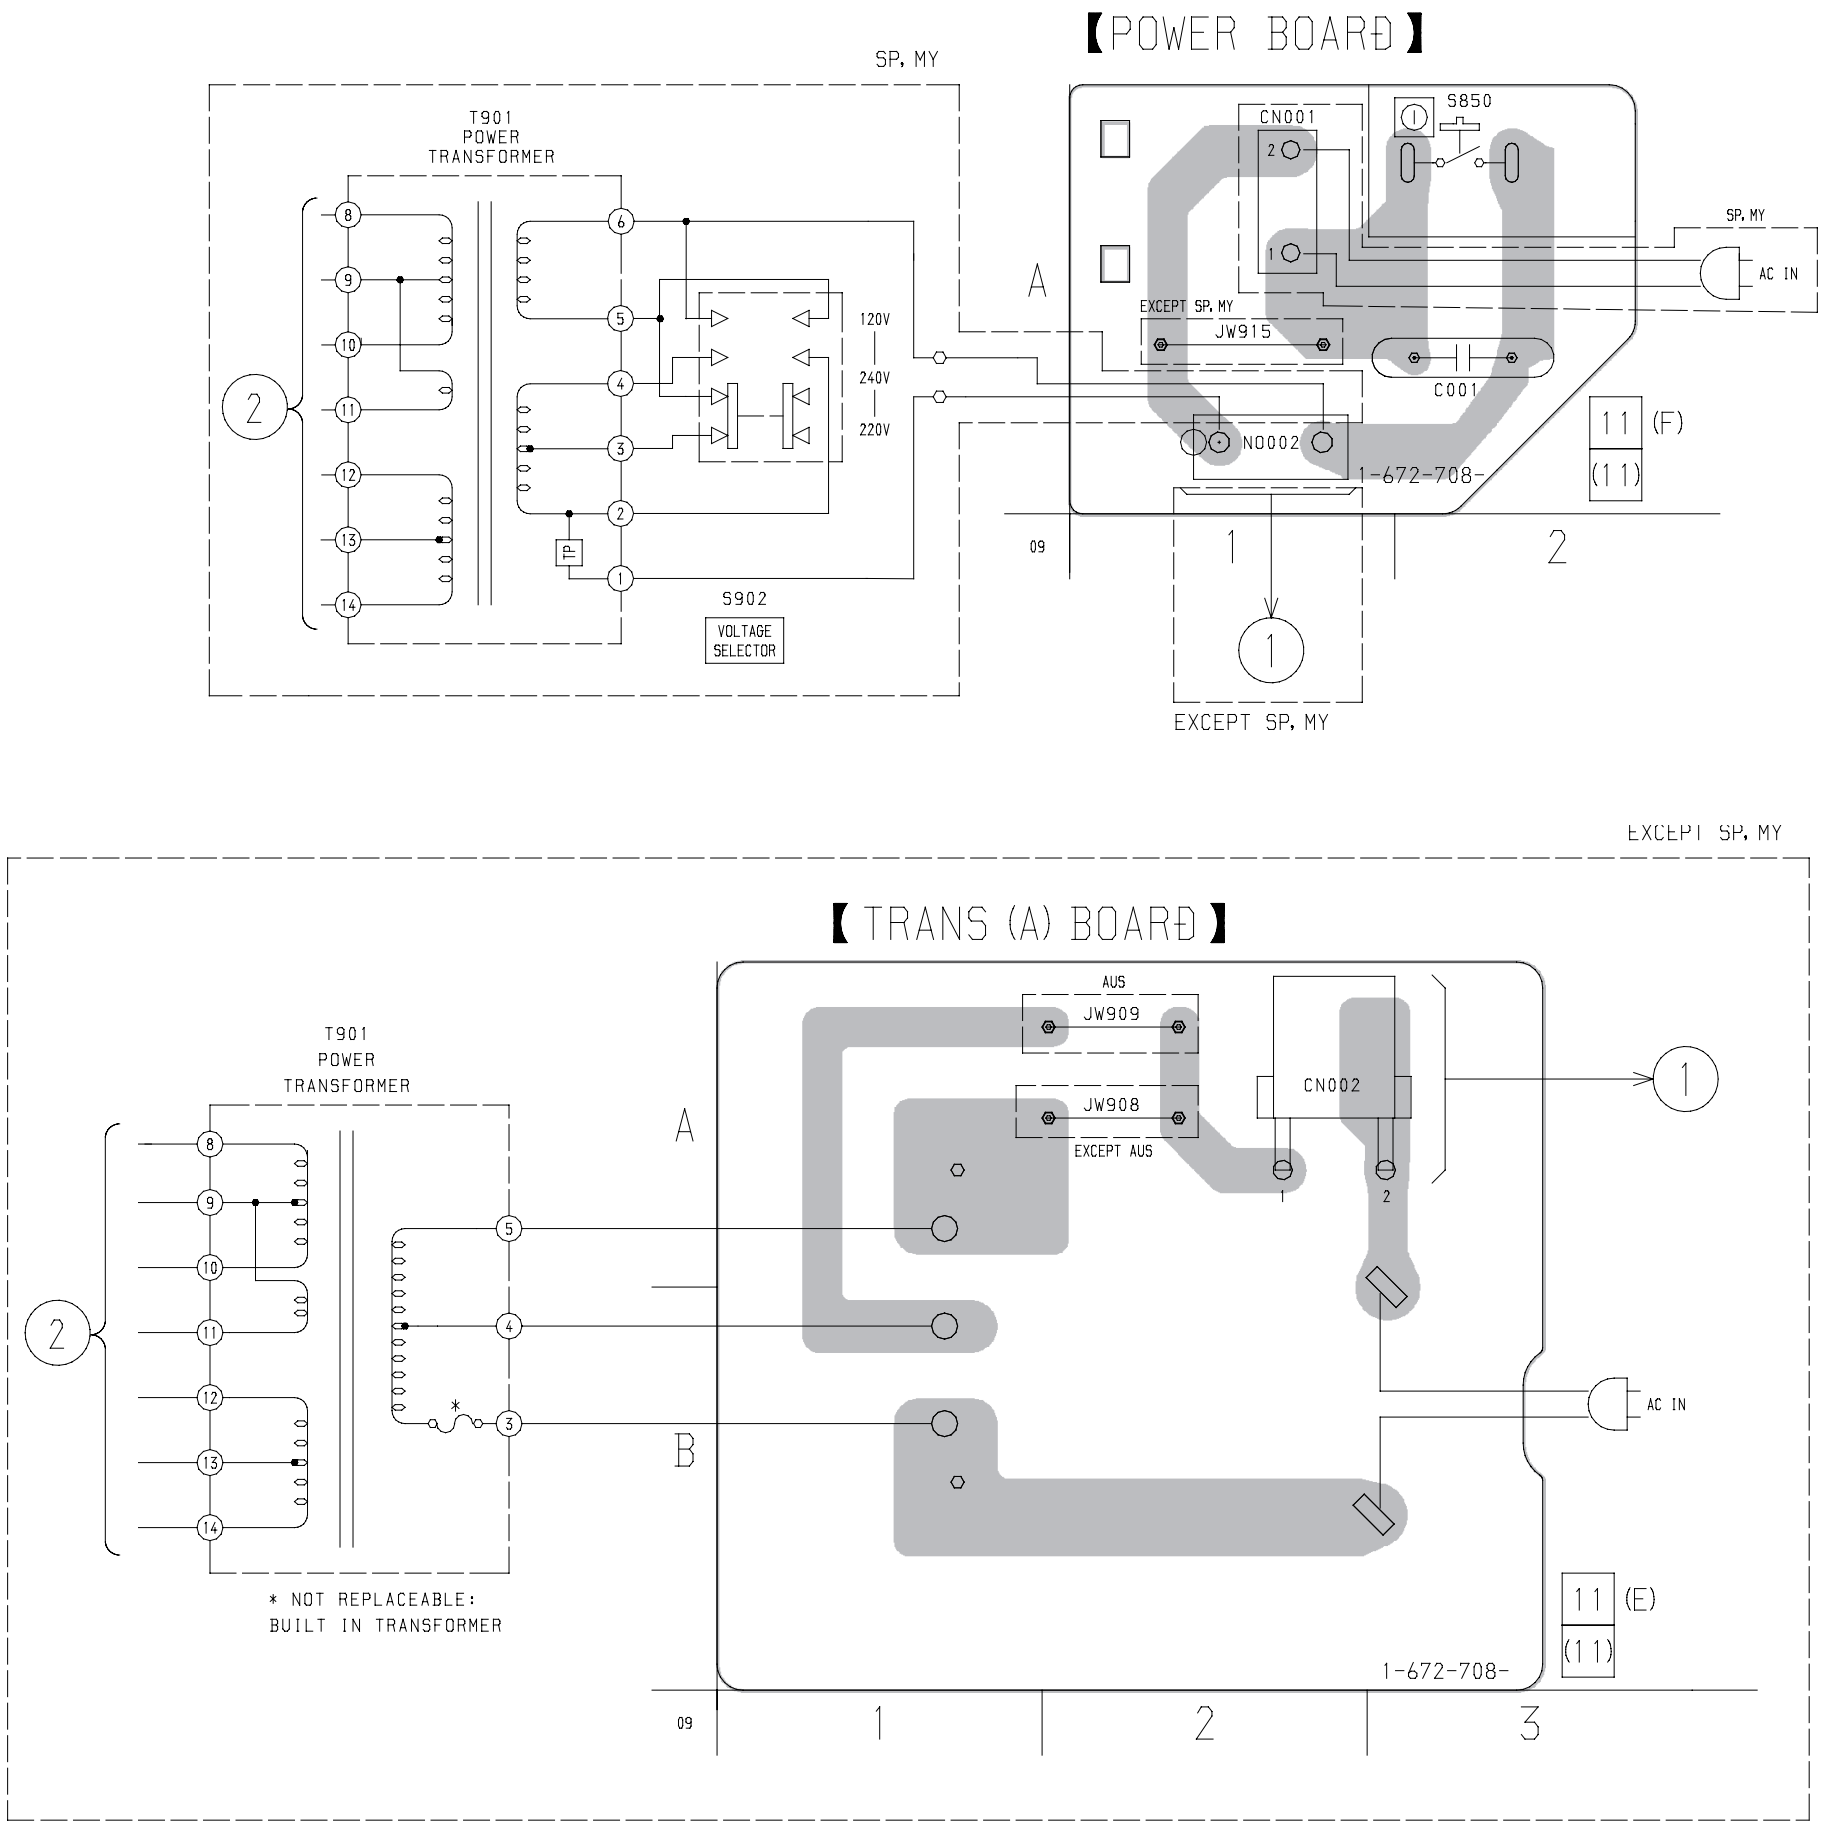 【POWER BOARD】
SP, MY
T901
POWER
TRANSFORMER
8
9
10
11
12
13
14
2
6
5
4
3
2
1
TP
120V
240V
220V
S902
VOLTAGE
SELECTOR
A
CN001
2
1
I
S850
SP, MY
AC IN
EXCEPT SP, MY
JW915
C001
NO002
1-672-708-
11 (F)
(11)
09
1
2
1
EXCEPT SP, MY
EXCEPT SP, MY
【TRANS (A) BOARD】
T901
POWER
TRANSFORMER
8
9
10
11
12
13
14
2
5
4
*
3
* NOT REPLACEABLE:
BUILT IN TRANSFORMER
A
B
AUS
JW909
JW908
EXCEPT AUS
CN002
1
2
1
AC IN
11 (E)
(11)
1-672-708-
09
1
2
3